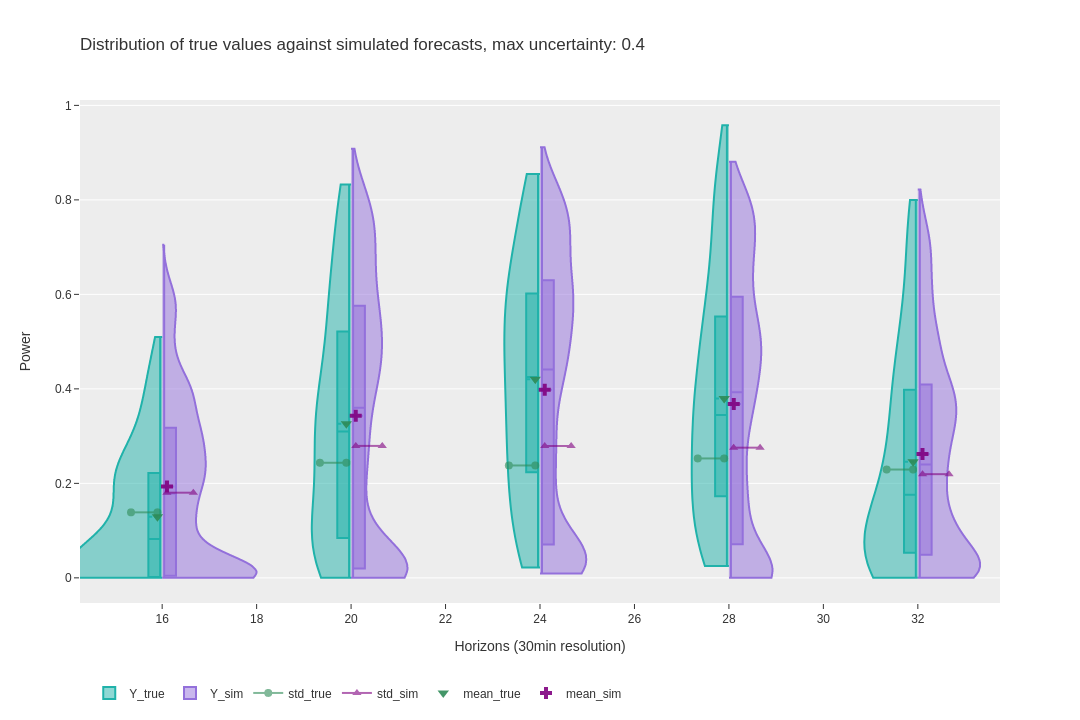 Distribution of true values against simulated forecasts, max uncertainty: 0.4
1
0.8
0.6
0.4
0.2
0
Power
16 18 20 22 24 26 28 30 32
Horizons (30min resolution)
Y_true Y_sim std_true std_sim mean_true mean_sim